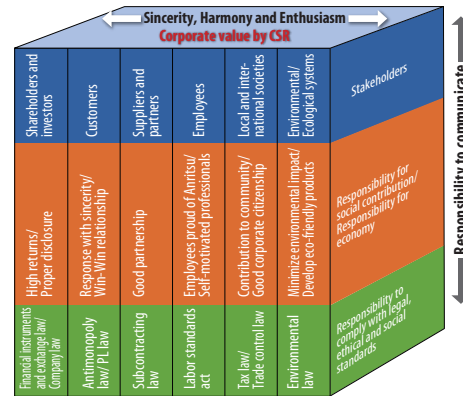 Sincerity, Harmony and Enthusiasm
Corporate value by CSR
Shareholders and
investors
Customers
Suppliers and
partners
Employees
Local and inter-
national societies
Environmental/
Ecological systems
Stakeholders
High returns/
Proper disclosure
Response with sincerity/
Win-Win relationship
Good partnership
Employees proud of Anritsu/
Self-motivated professionals
Contribution to community/
Good corporate citizenship
Minimize environmental impact/
Develop eco-friendly products
Responsibility for
social contribution/
Responsibility for
economy
Financial instruments
and exchange law/
Company law
Antimonopoly
law/ PL law
Subcontracting
law
Labor standards
act
Tax law/
Trade control law
Environmental
law
Responsibility to
comply with legal,
ethical and social
standards
Responsibility to communicate